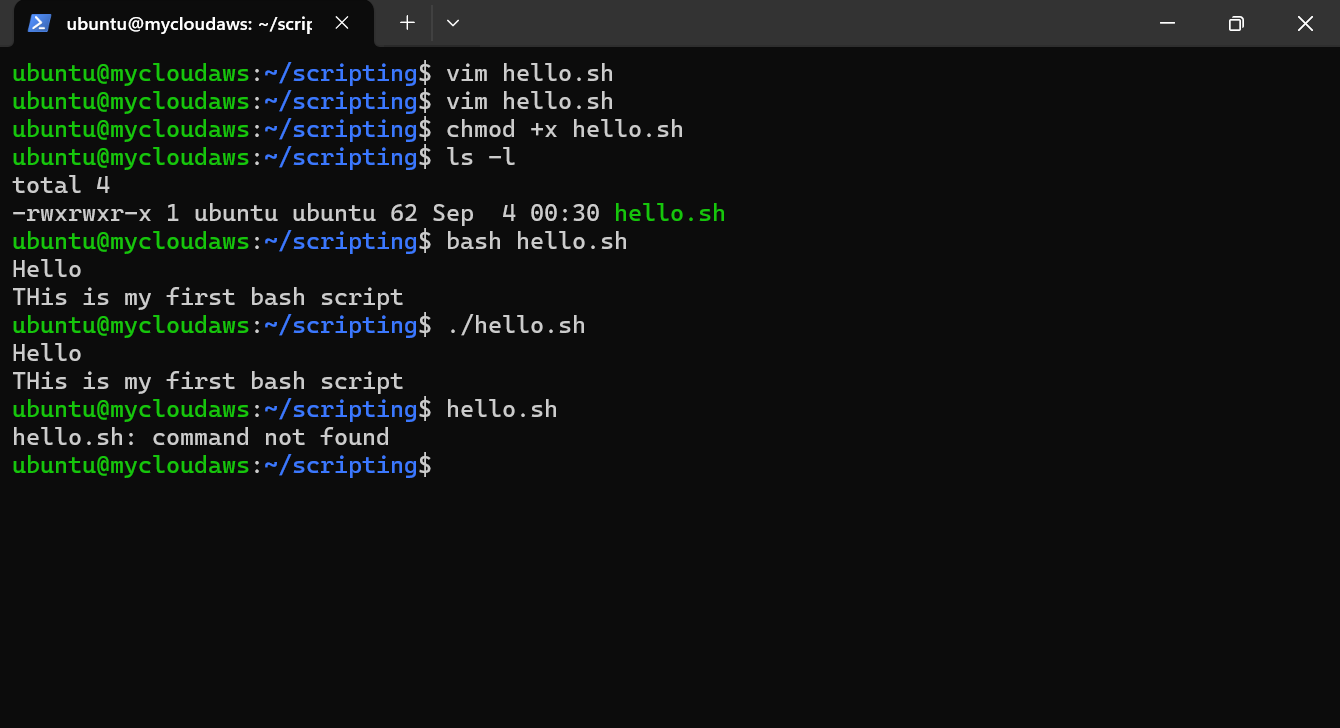 ubuntu@mycloudaws: ~/scrip
ubuntu@mycloudaws:~/scripting$ vim hello.sh
ubuntu@mycloudaws:~/scripting$ vim hello.sh
ubuntu@mycloudaws:~/scripting$ chmod +x hello.sh
ubuntu@mycloudaws:~/scripting$ ls -l
total 4
-rwxrwxr-x 1 ubuntu ubuntu 62 Sep  4 00:30 hello.sh
ubuntu@mycloudaws:~/scripting$ bash hello.sh
Hello
THis is my first bash script
ubuntu@mycloudaws:~/scripting$ ./hello.sh
Hello
THis is my first bash script
ubuntu@mycloudaws:~/scripting$ hello.sh
hello.sh: command not found
ubuntu@mycloudaws:~/scripting$